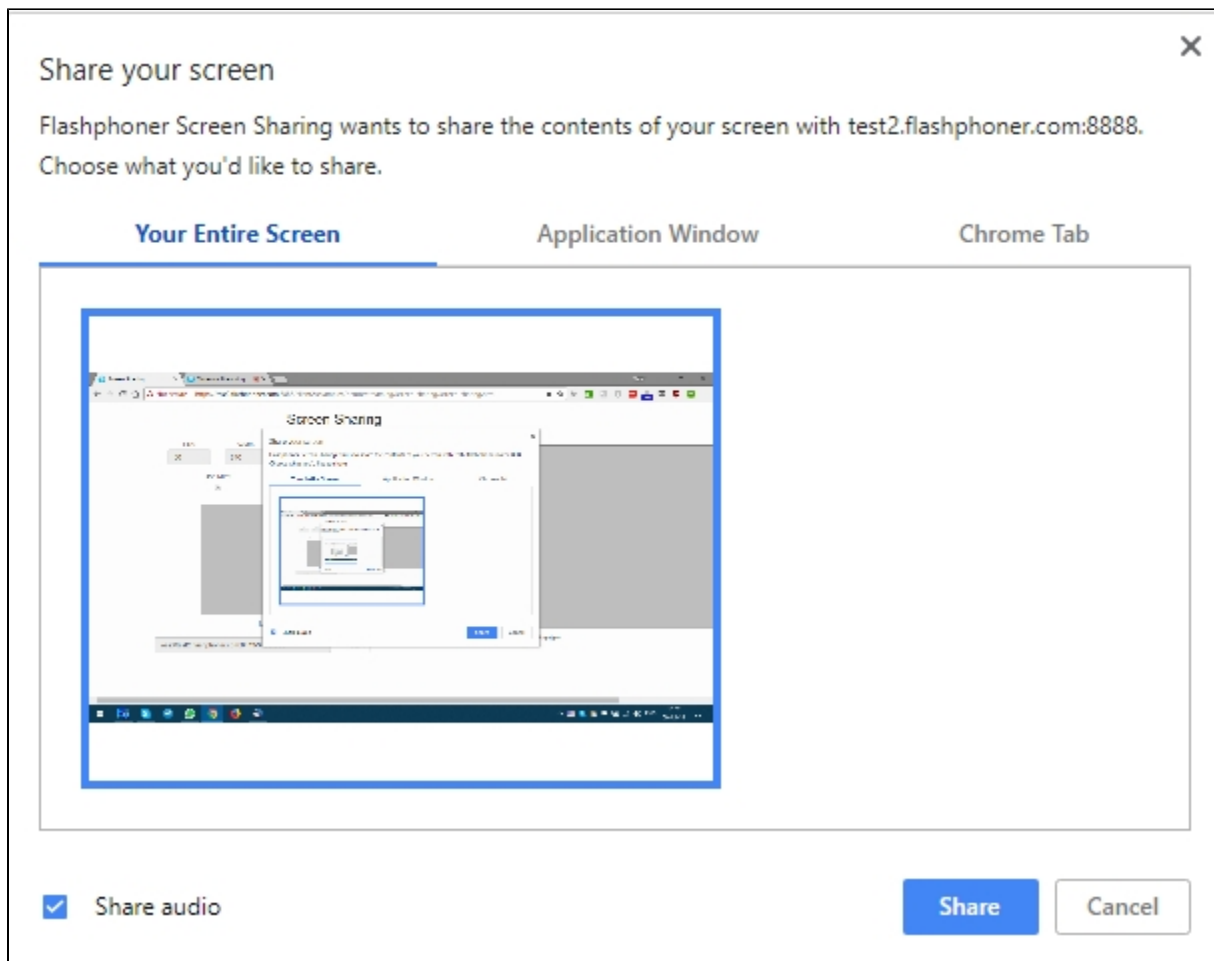 Share your screen
Flashphoner Screen Sharing wants to share the contents of your screen with test2.flashphoner.com:8888.
Choose what you'd like to share.
Your Entire Screen
Application Window
Chrome Tab
Screen Sharing
Share audio
Share
Cancel